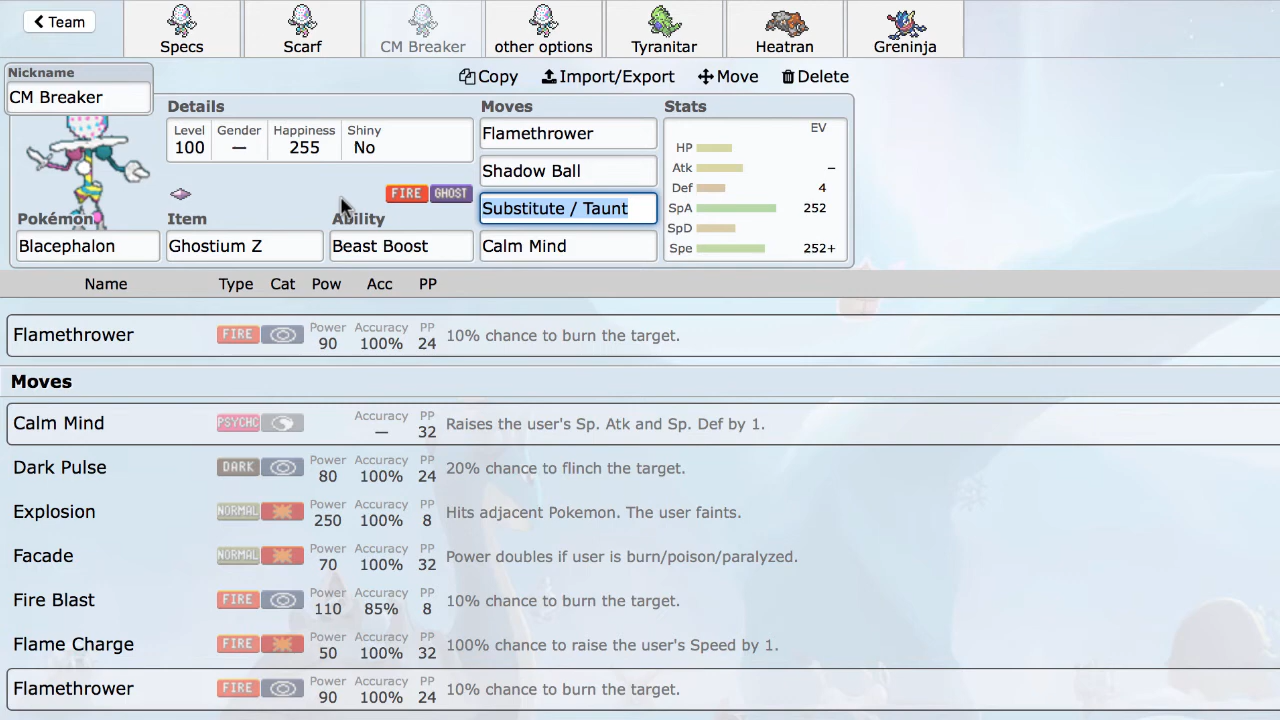 Team
Specs
Scarf
CM Breaker
other options
Tyranitar
Heatran
Greninja
Nickname
CM Breaker
Copy
Import/Export
Move
Delete
Details
Moves
Stats
Level
100
Gender
—
Happiness
255
Shiny
No
FIRE GHOST
Pokémon
Blacephalon
Item
Ghostium Z
Ability
Beast Boost
Flamethrower
Shadow Ball
Substitute / Taunt
Calm Mind
EV
HP
Atk –
Def 4
SpA 252
SpD
Spe 252+
Name Type Cat Pow Acc PP
Flamethrower FIRE Power 90 Accuracy 100% PP 24 10% chance to burn the target.
Moves
Calm Mind PSYCHC Accuracy — PP 32 Raises the user's Sp. Atk and Sp. Def by 1.
Dark Pulse DARK Power 80 Accuracy 100% PP 24 20% chance to flinch the target.
Explosion NORMAL Power 250 Accuracy 100% PP 8 Hits adjacent Pokemon. The user faints.
Facade NORMAL Power 70 Accuracy 100% PP 32 Power doubles if user is burn/poison/paralyzed.
Fire Blast FIRE Power 110 Accuracy 85% PP 8 10% chance to burn the target.
Flame Charge FIRE Power 50 Accuracy 100% PP 32 100% chance to raise the user's Speed by 1.
Flamethrower FIRE Power 90 Accuracy 100% PP 24 10% chance to burn the target.